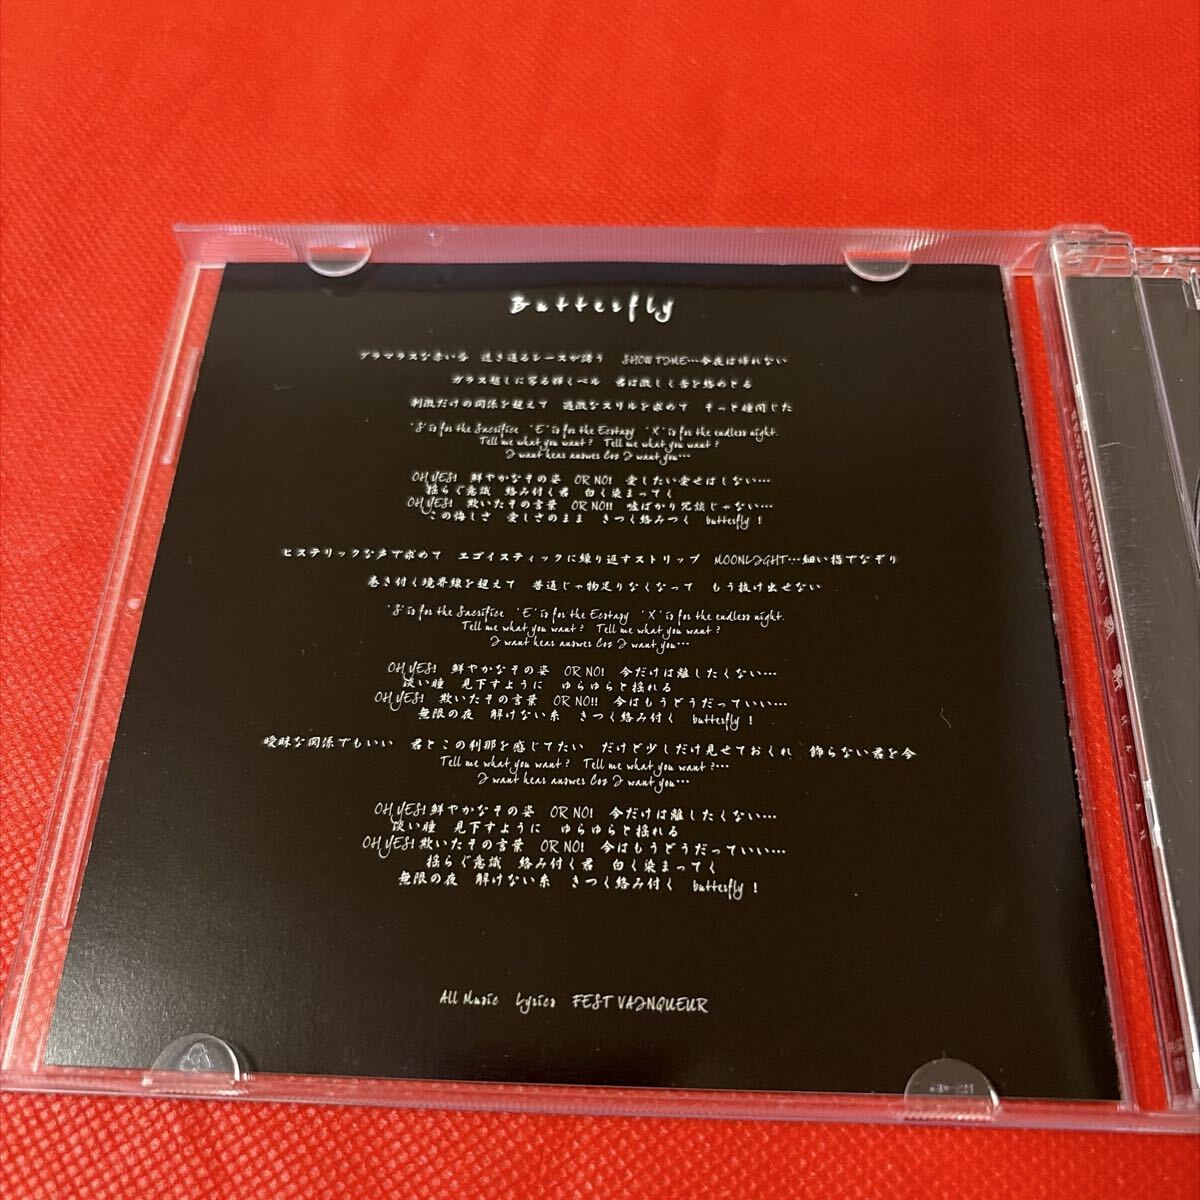 Butterfly
グラマラスな赤い唇 透き通るレースが誘う SHOW TIME…今夜は帰れない
ガラス越しに写る輝くベル 君は激しく舌を絡めとる
刺激だけの関係を超えて 過激なスリルを求めて そっと瞳閉じた
"S" is for the Sacrifice "E" is for the Ecstasy "X" is for the endless night.
Tell me what you want? Tell me what you want?
I want hear answer Coz I want you…
OH YES! 鮮やかなその姿 OR NO! 愛したい愛せばしない…
揺らぐ意識 絡み付く君 白く染まってく
OH YES! 欺いたその言葉 OR NO!! 嘘ばかり冗談じゃない…
この悔しさ 愛しさのまま きつく絡みつく butterfly!
ヒステリックな声で求めて エゴイスティックに繰り返すストリップ MOONLIGHT…細い指でなぞり
巻き付く境界線を超えて 普通じゃ物足りなくなって もう抜け出せない
"S" is for the Sacrifice "E" is for the Ecstasy "X" is for the endless night.
Tell me what you want? Tell me what you want?
I want hear answer Coz I want you…
OH YES! 鮮やかなその姿 OR NO! 今だけは離したくない…
淡い瞳 見下すように ゆらゆらと揺れる
OH YES! 欺いたその言葉 OR NO!! 今はもうどうだっていい…
無限の夜 解けない糸 きつく絡み付く butterfly!
曖昧な関係でもいい 君とこの刹那を感じてたい だけど少しだけ見せておくれ 飾らない君を今
Tell me what you want? Tell me what you want?…
I want hear answer Coz I want you…
OH YES! 鮮やかなその姿 OR NO! 今だけは離したくない…
淡い瞳 見下すように ゆらゆらと揺れる
OH YES! 欺いたその言葉 OR NO! 今はもうどうだっていい…
揺らぐ意識 絡み付く君 白く染まってく
無限の夜 解けない糸 きつく絡み付く butterfly!
All Music Lyrics FEST VAINQUEUR